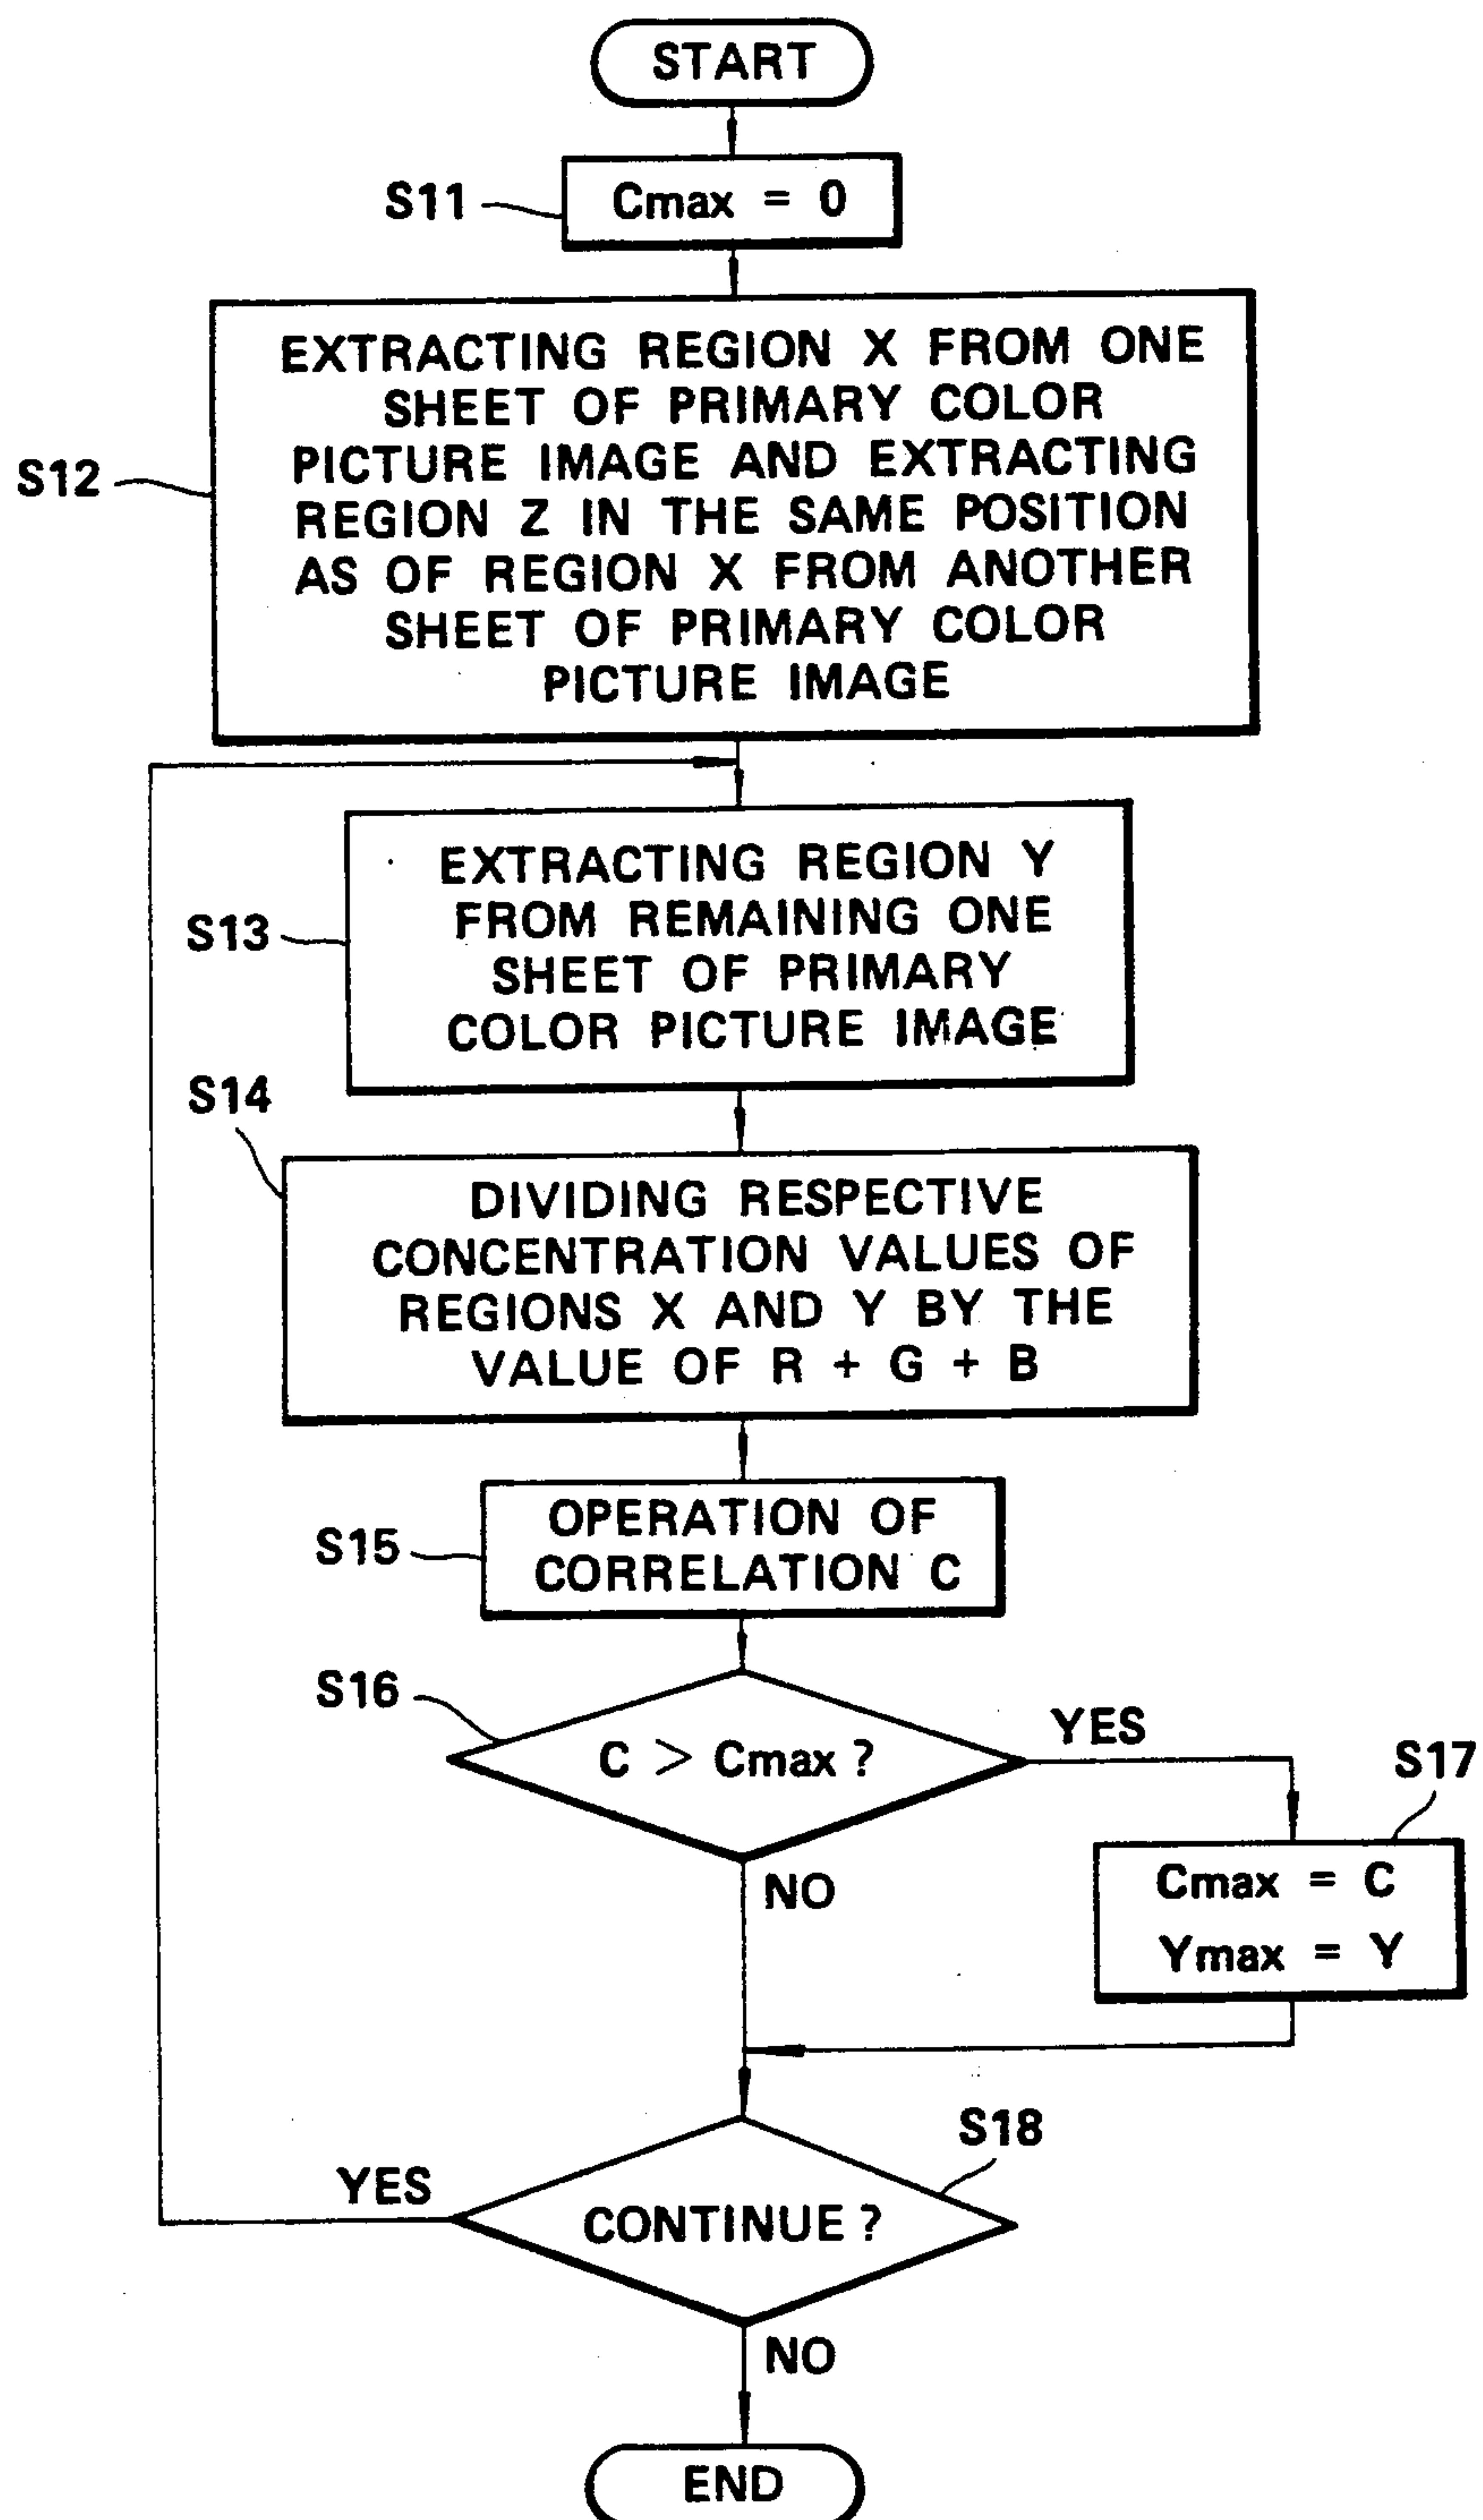 START
S11
Cmax = 0
S12
EXTRACTING REGION X FROM ONE
SHEET OF PRIMARY COLOR
PICTURE IMAGE AND EXTRACTING
REGION Z IN THE SAME POSITION
AS OF REGION X FROM ANOTHER
SHEET OF PRIMARY COLOR
PICTURE IMAGE
S13
EXTRACTING REGION Y
FROM REMAINING ONE
SHEET OF PRIMARY
COLOR PICTURE IMAGE
S14
DIVIDING RESPECTIVE
CONCENTRATION VALUES OF
REGIONS X AND Y BY THE
VALUE OF R + G + B
S15
OPERATION OF
CORRELATION C
S16
C > Cmax ?
YES
S17
Cmax = C
Ymax = Y
NO
S18
YES
CONTINUE ?
NO
END